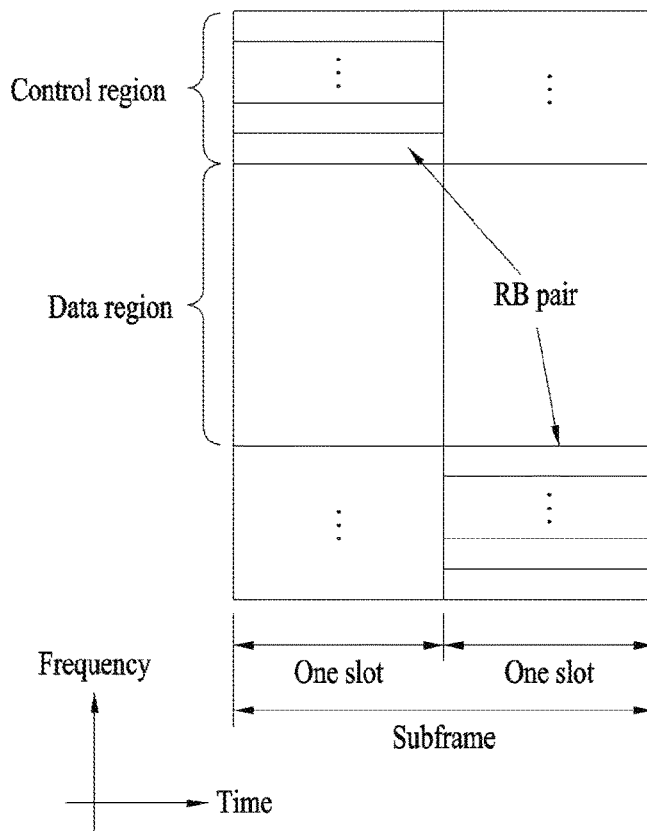 Control region
Data region
RB pair
One slot
One slot
Subframe
Frequency
Time